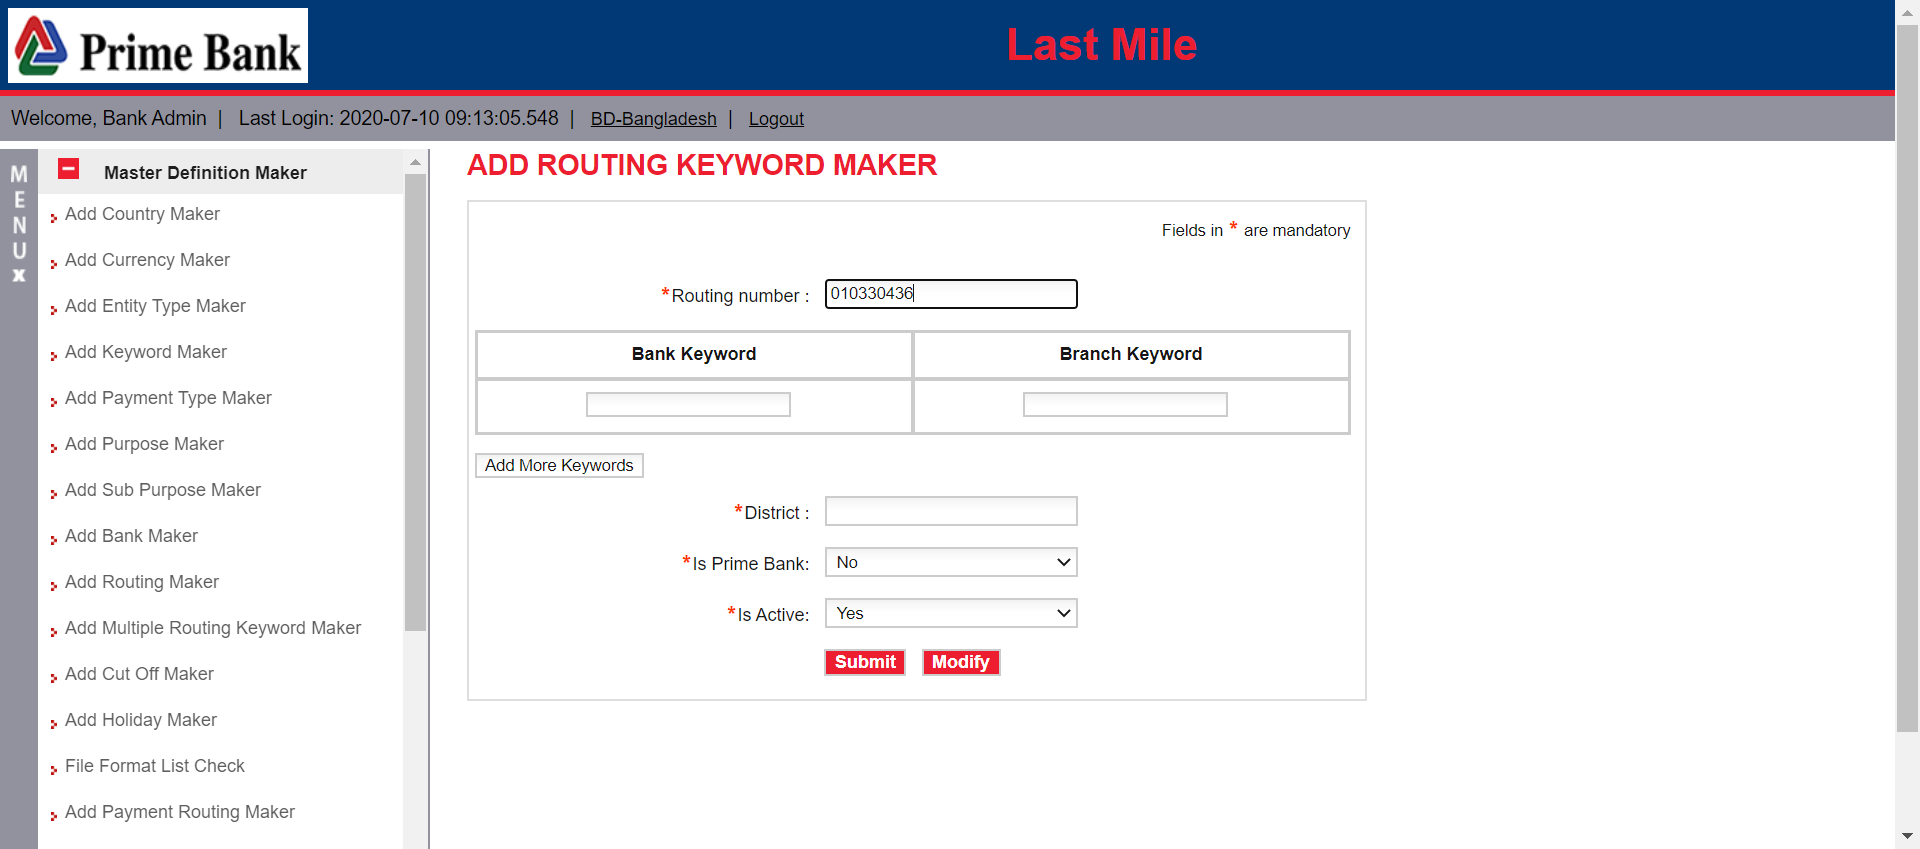 Prime Bank
Last Mile
Welcome, Bank Admin | Last Login: 2020-07-10 09:13:05.548 | BD-Bangladesh | Logout
MENU
x
Master Definition Maker
Add Country Maker
Add Currency Maker
Add Entity Type Maker
Add Keyword Maker
Add Payment Type Maker
Add Purpose Maker
Add Sub Purpose Maker
Add Bank Maker
Add Routing Maker
Add Multiple Routing Keyword Maker
Add Cut Off Maker
Add Holiday Maker
File Format List Check
Add Payment Routing Maker
ADD ROUTING KEYWORD MAKER
Fields in * are mandatory
*Routing number : 010330436
Bank Keyword Branch Keyword
Add More Keywords
*District :
*Is Prime Bank: No
*Is Active: Yes
Submit Modify